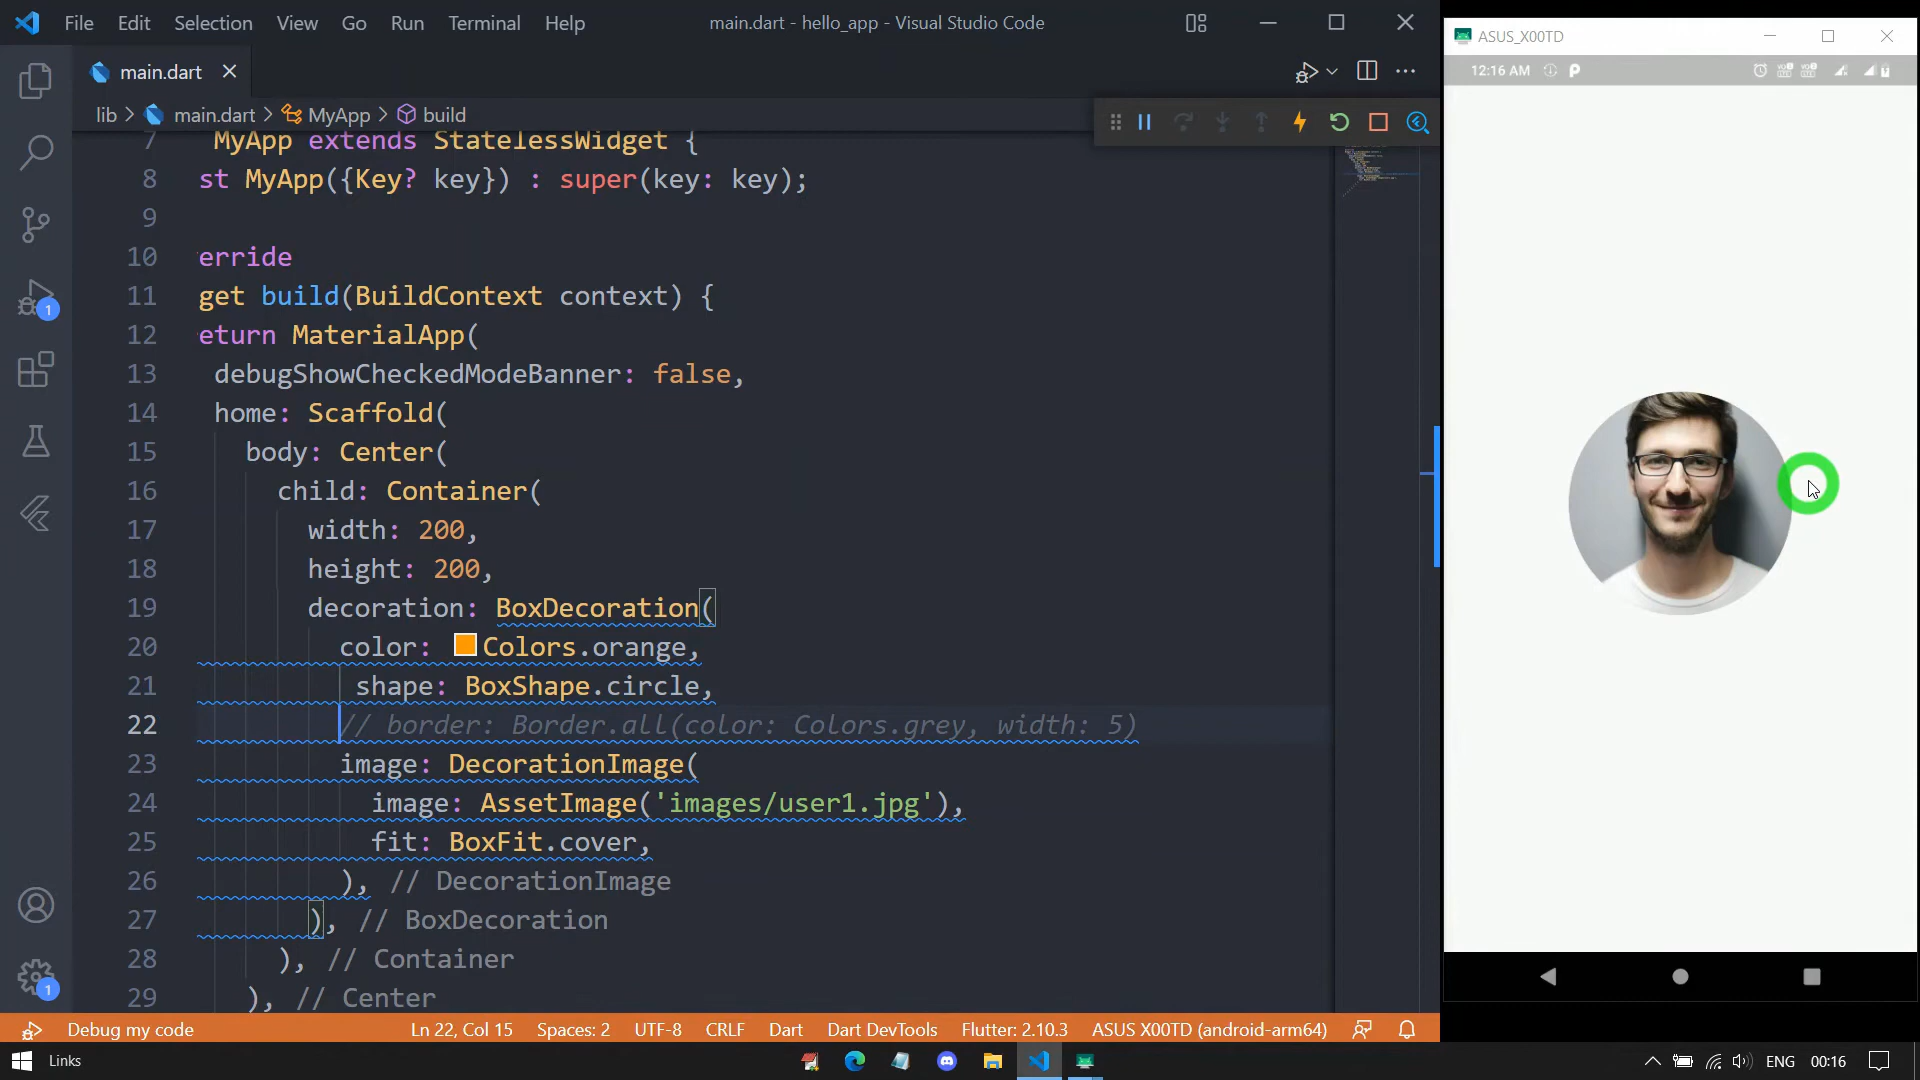 File Edit Selection View Go Run Terminal Help
main.dart - hello_app - Visual Studio Code
ASUS_X00TD
main.dart
12:16 AM
lib > main.dart > MyApp > build
7 MyApp extends StatelessWidget {
8 st MyApp({Key? key}) : super(key: key);
9
10 erride
11 get build(BuildContext context) {
12 eturn MaterialApp(
13 debugShowCheckedModeBanner: false,
14 home: Scaffold(
15 body: Center(
16 child: Container(
17 width: 200,
18 height: 200,
19 decoration: BoxDecoration(
20 color: Colors.orange,
21 shape: BoxShape.circle,
22 // border: Border.all(color: Colors.grey, width: 5)
23 image: DecorationImage(
24 image: AssetImage('images/user1.jpg'),
25 fit: BoxFit.cover,
26 ), // DecorationImage
27 ), // BoxDecoration
28 ), // Container
29 ), // Center
1
1
Debug my code
Ln 22, Col 15 Spaces: 2 UTF-8 CRLF Dart Dart DevTools Flutter: 2.10.3 ASUS X00TD (android-arm64)
Links
ENG 00:16